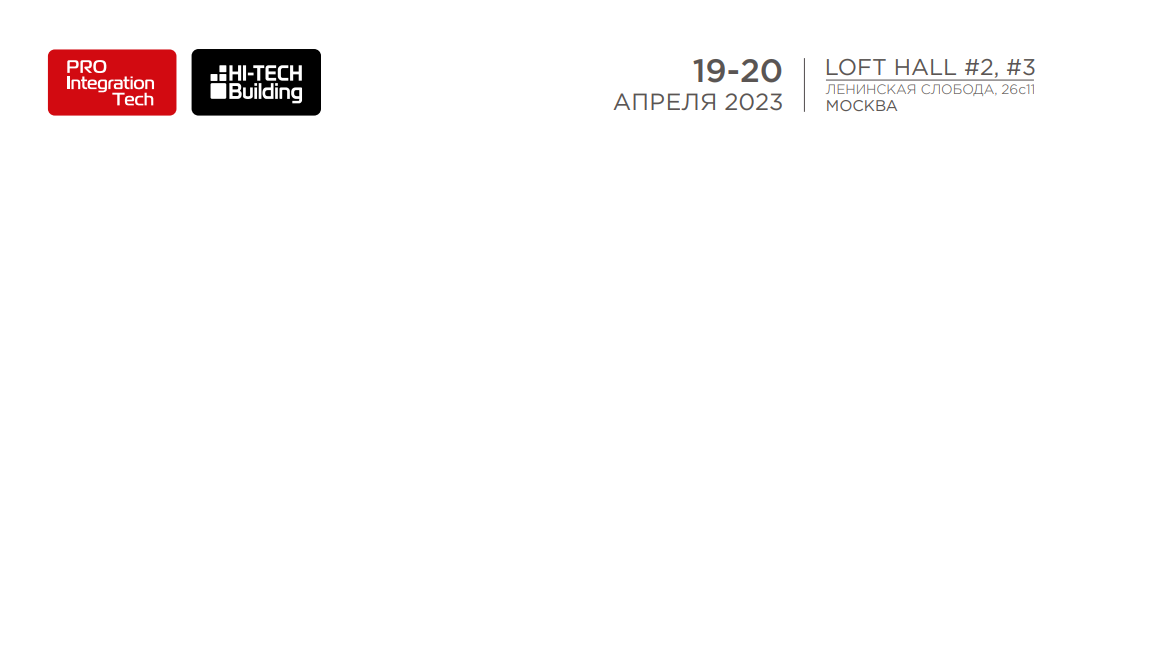 PRO
Integration
Tech
HI-TECH
Building
19-20
АПРЕЛЯ 2023
LOFT HALL #2, #3
ЛЕНИНСКАЯ СЛОБОДА, 26с11
МОСКВА